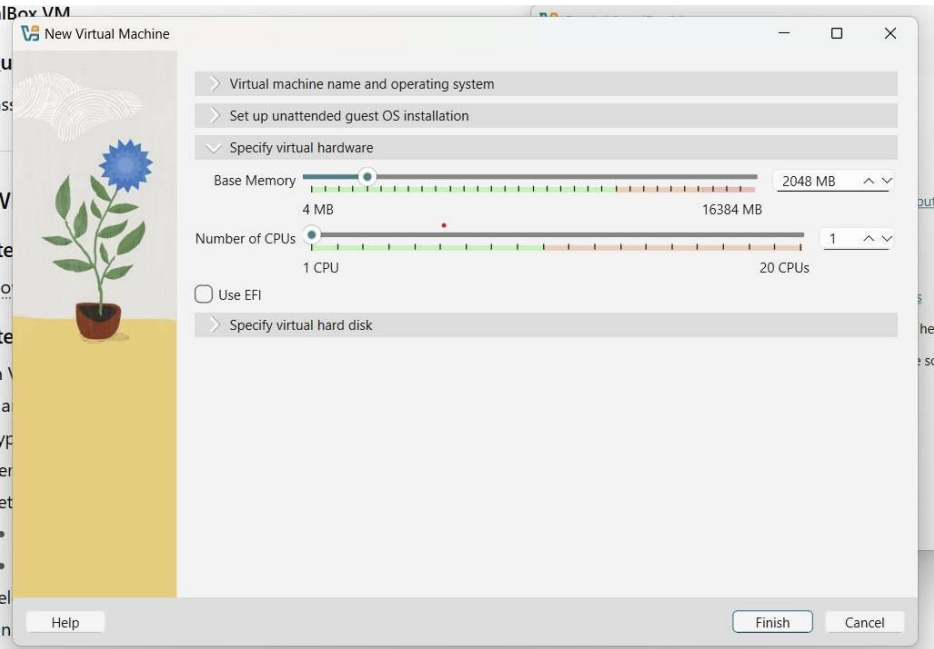 New Virtual Machine
Virtual machine name and operating system
Set up unattended guest OS installation
Specify virtual hardware
Base Memory 2048 MB
4 MB 16384 MB
Number of CPUs 1
1 CPU 20 CPUs
Use EFI
Specify virtual hard disk
Help Finish Cancel